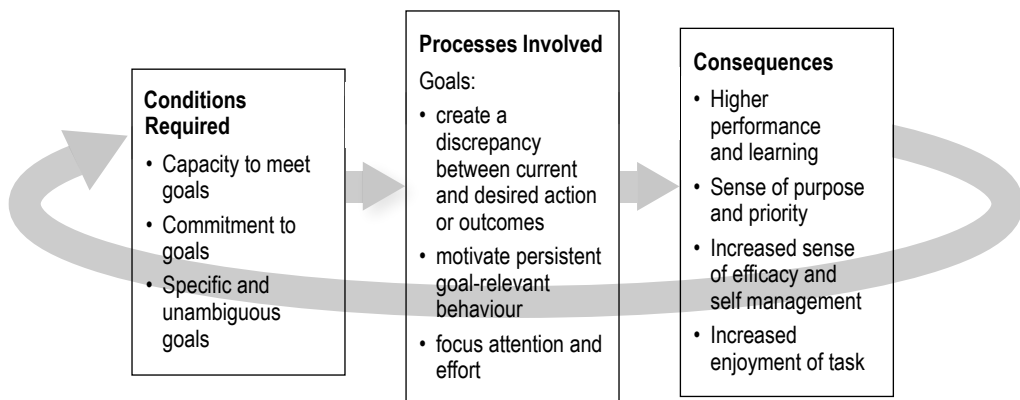 Conditions
Required
• Capacity to meet
goals
• Commitment to
goals
• Specific and
unambiguous
goals
Processes Involved
Goals:
• create a
discrepancy
between current
and desired action
or outcomes
• motivate persistent
goal-relevant
behaviour
• focus attention and
effort
Consequences
• Higher
performance
and learning
• Sense of purpose
and priority
• Increased sense
of efficacy and
self management
• Increased
enjoyment of task